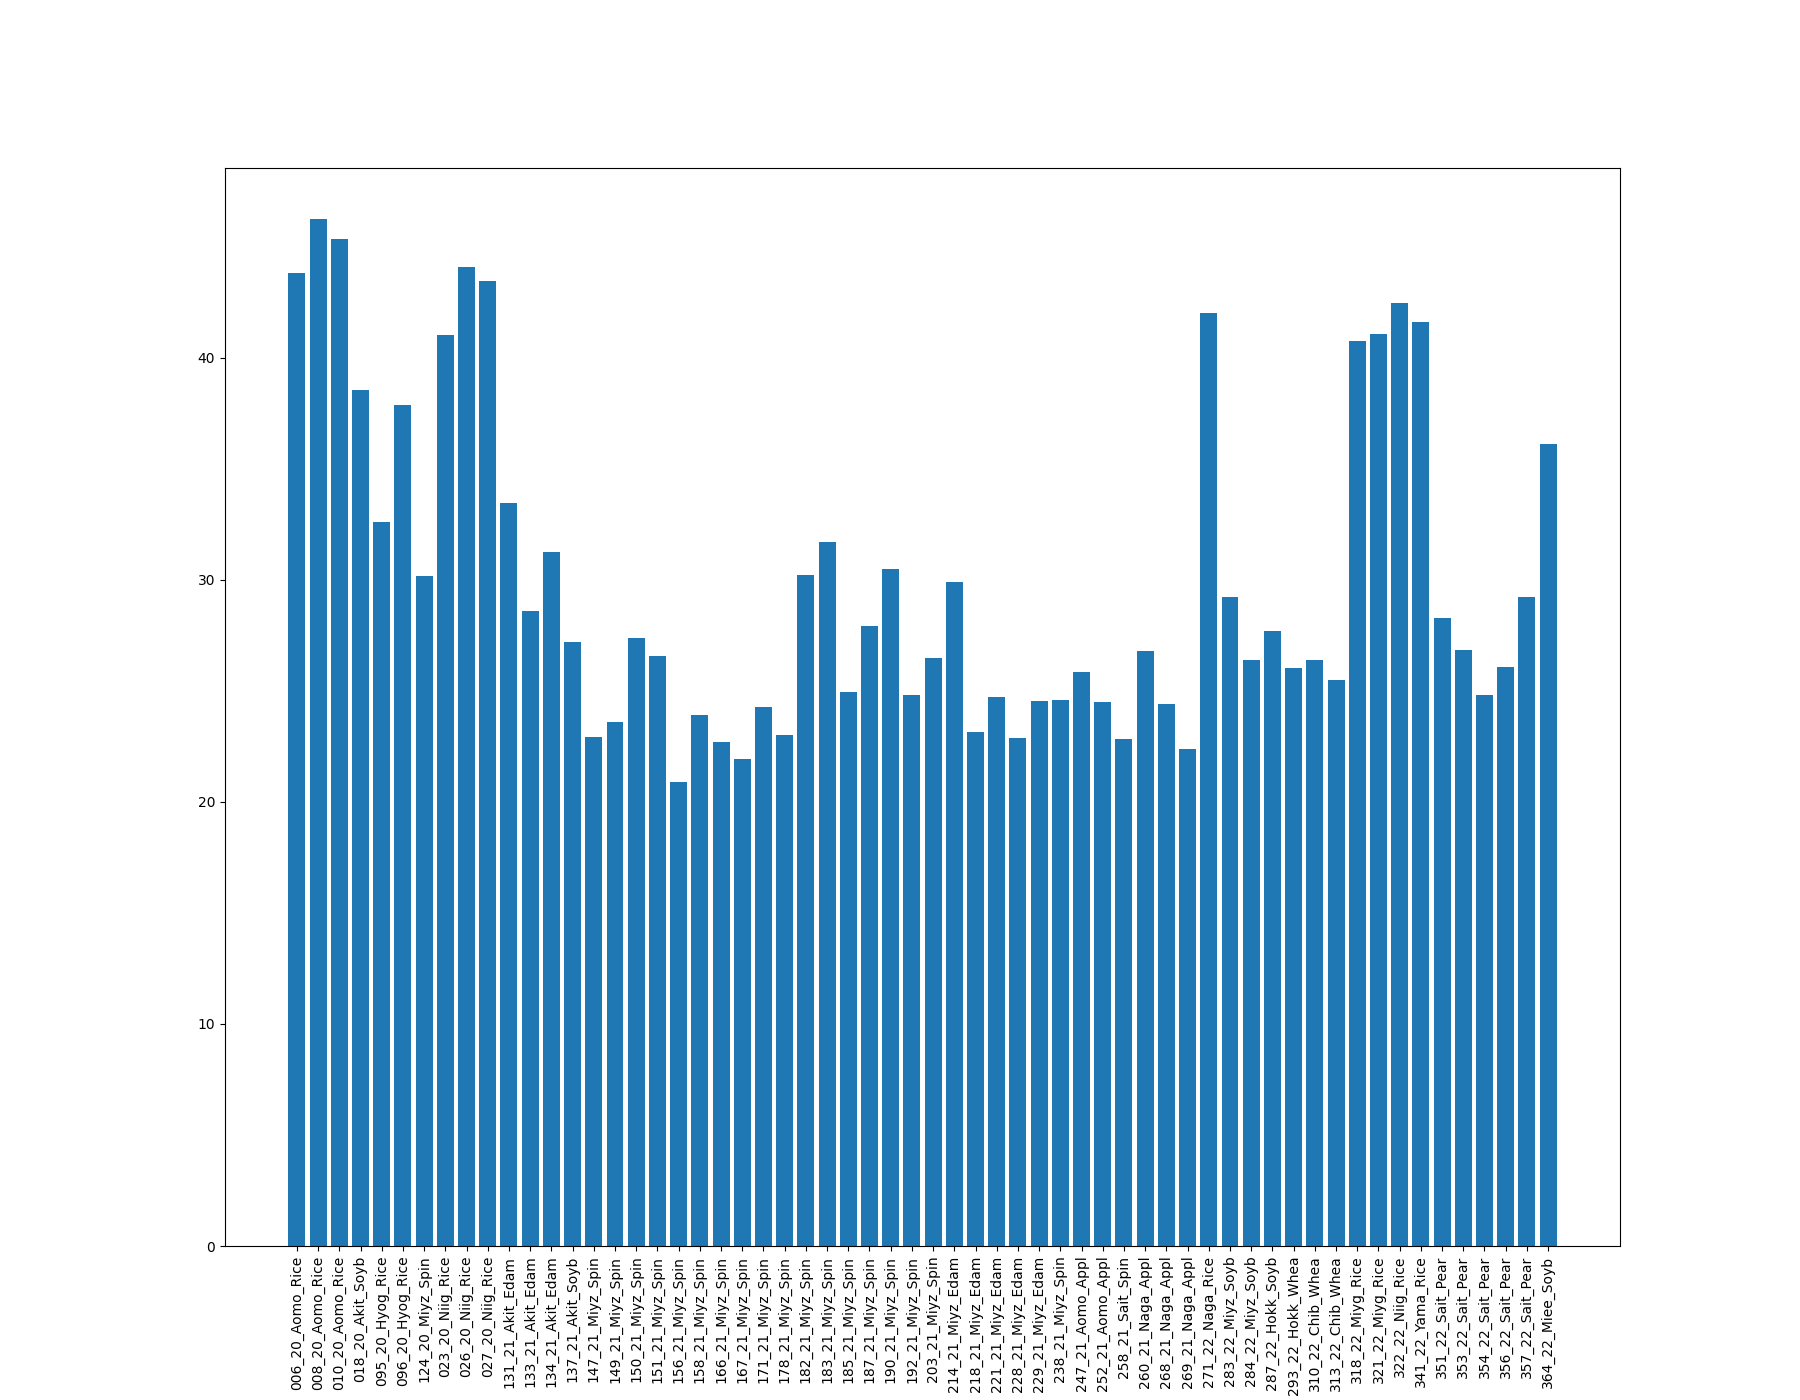 40
30
20
10
0
006_20_Aomo_Rice
008_20_Aomo_Rice
010_20_Aomo_Rice
018_20_Akit_Soyb
095_20_Hyog_Rice
096_20_Hyog_Rice
124_20_Miyz_Spin
023_20_Niig_Rice
026_20_Niig_Rice
027_20_Niig_Rice
131_21_Akit_Edam
133_21_Akit_Edam
134_21_Akit_Edam
137_21_Akit_Soyb
147_21_Miyz_Spin
149_21_Miyz_Spin
150_21_Miyz_Spin
151_21_Miyz_Spin
156_21_Miyz_Spin
158_21_Miyz_Spin
166_21_Miyz_Spin
167_21_Miyz_Spin
171_21_Miyz_Spin
178_21_Miyz_Spin
182_21_Miyz_Spin
183_21_Miyz_Spin
185_21_Miyz_Spin
187_21_Miyz_Spin
190_21_Miyz_Spin
192_21_Miyz_Spin
203_21_Miyz_Spin
214_21_Miyz_Edam
218_21_Miyz_Edam
221_21_Miyz_Edam
228_21_Miyz_Edam
229_21_Miyz_Edam
238_21_Miyz_Spin
247_21_Aomo_Appl
252_21_Aomo_Appl
258_21_Sait_Spin
260_21_Naga_Appl
268_21_Naga_Appl
269_21_Naga_Appl
271_22_Naga_Rice
283_22_Miyz_Soyb
284_22_Miyz_Soyb
287_22_Hokk_Soyb
293_22_Hokk_Whea
310_22_Chib_Whea
313_22_Chib_Whea
318_22_Miyg_Rice
321_22_Miyg_Rice
322_22_Niig_Rice
341_22_Yama_Rice
351_22_Sait_Pear
353_22_Sait_Pear
354_22_Sait_Pear
356_22_Sait_Pear
357_22_Sait_Pear
364_22_Miee_Soyb